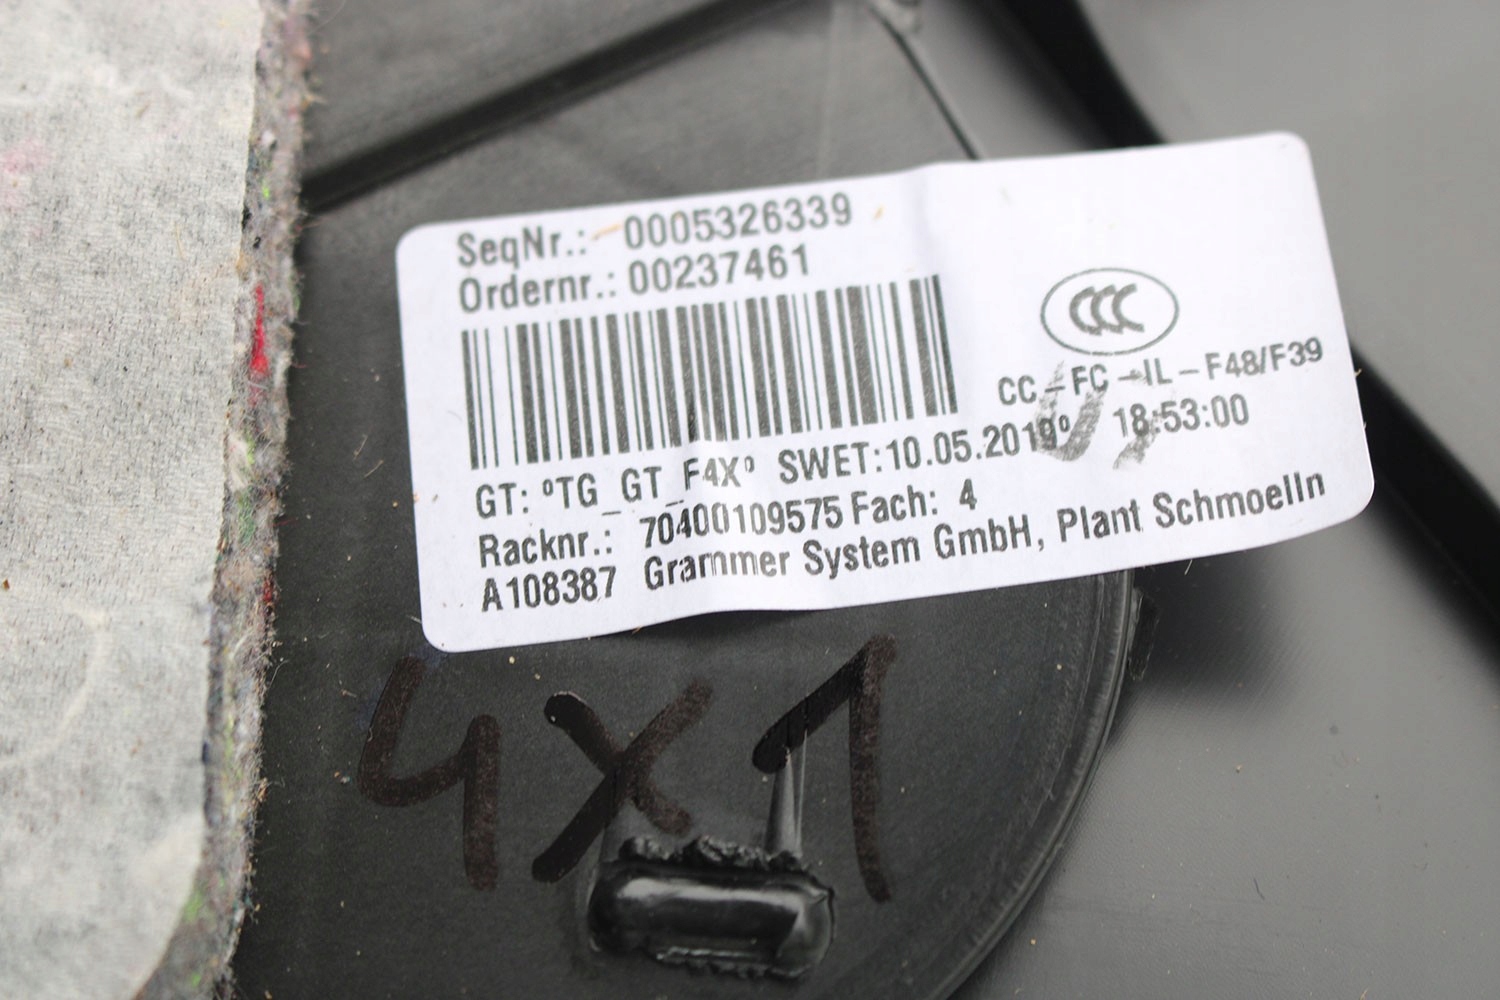 SeqNr.: 0005326339
Ordernr.: 00237461
CCC
CC-FC-IL-F48/F39
GT: °TG_GT_F4X° SWET:10.05.2019° 18:53:00
Racknr.: 70400109575 Fach: 4
A108387 Grammer System GmbH, Plant Schmoelln
4x1